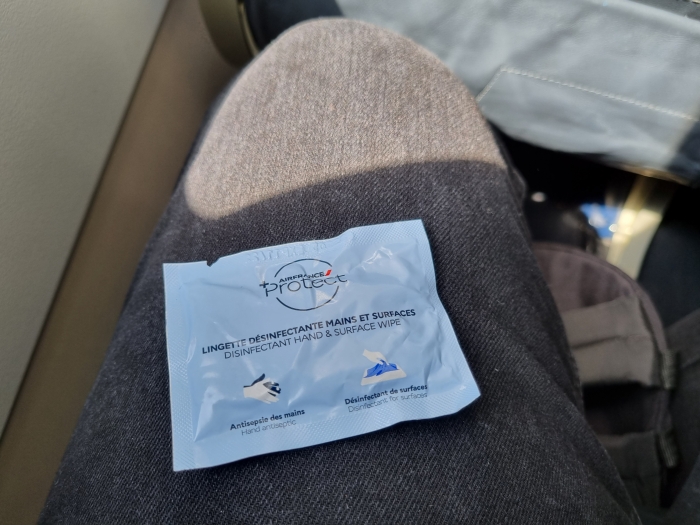 AIRFRANCE
+Protect
LINGETTE DÉSINFECTANTE MAINS ET SURFACES
DISINFECTANT HAND & SURFACE WIPE
Antisepsie des mains
Hand antiseptic
Désinfectant de surfaces
Disinfectant for surfaces